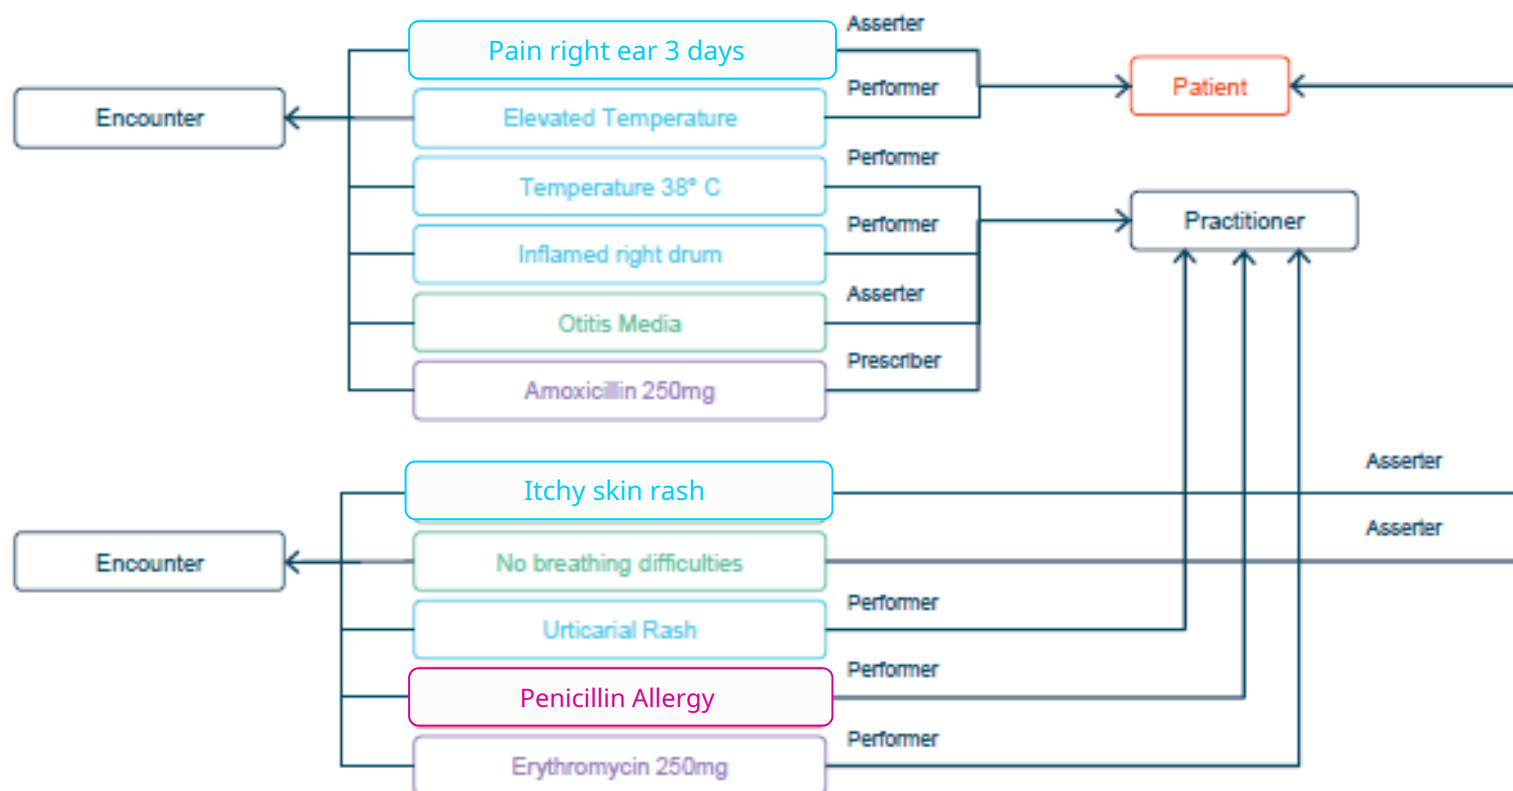 Asserter
Pain right ear 3 days
Performer
Patient
Encounter
Elevated Temperature
Performer
Temperature 38° C
Performer
Practitioner
Inflamed right drum
Asserter
Otitis Media
Prescriber
Amoxicillin 250mg
Asserter
Itchy skin rash
Asserter
Encounter
No breathing difficulties
Performer
Urticarial Rash
Performer
Penicillin Allergy
Performer
Erythromycin 250mg